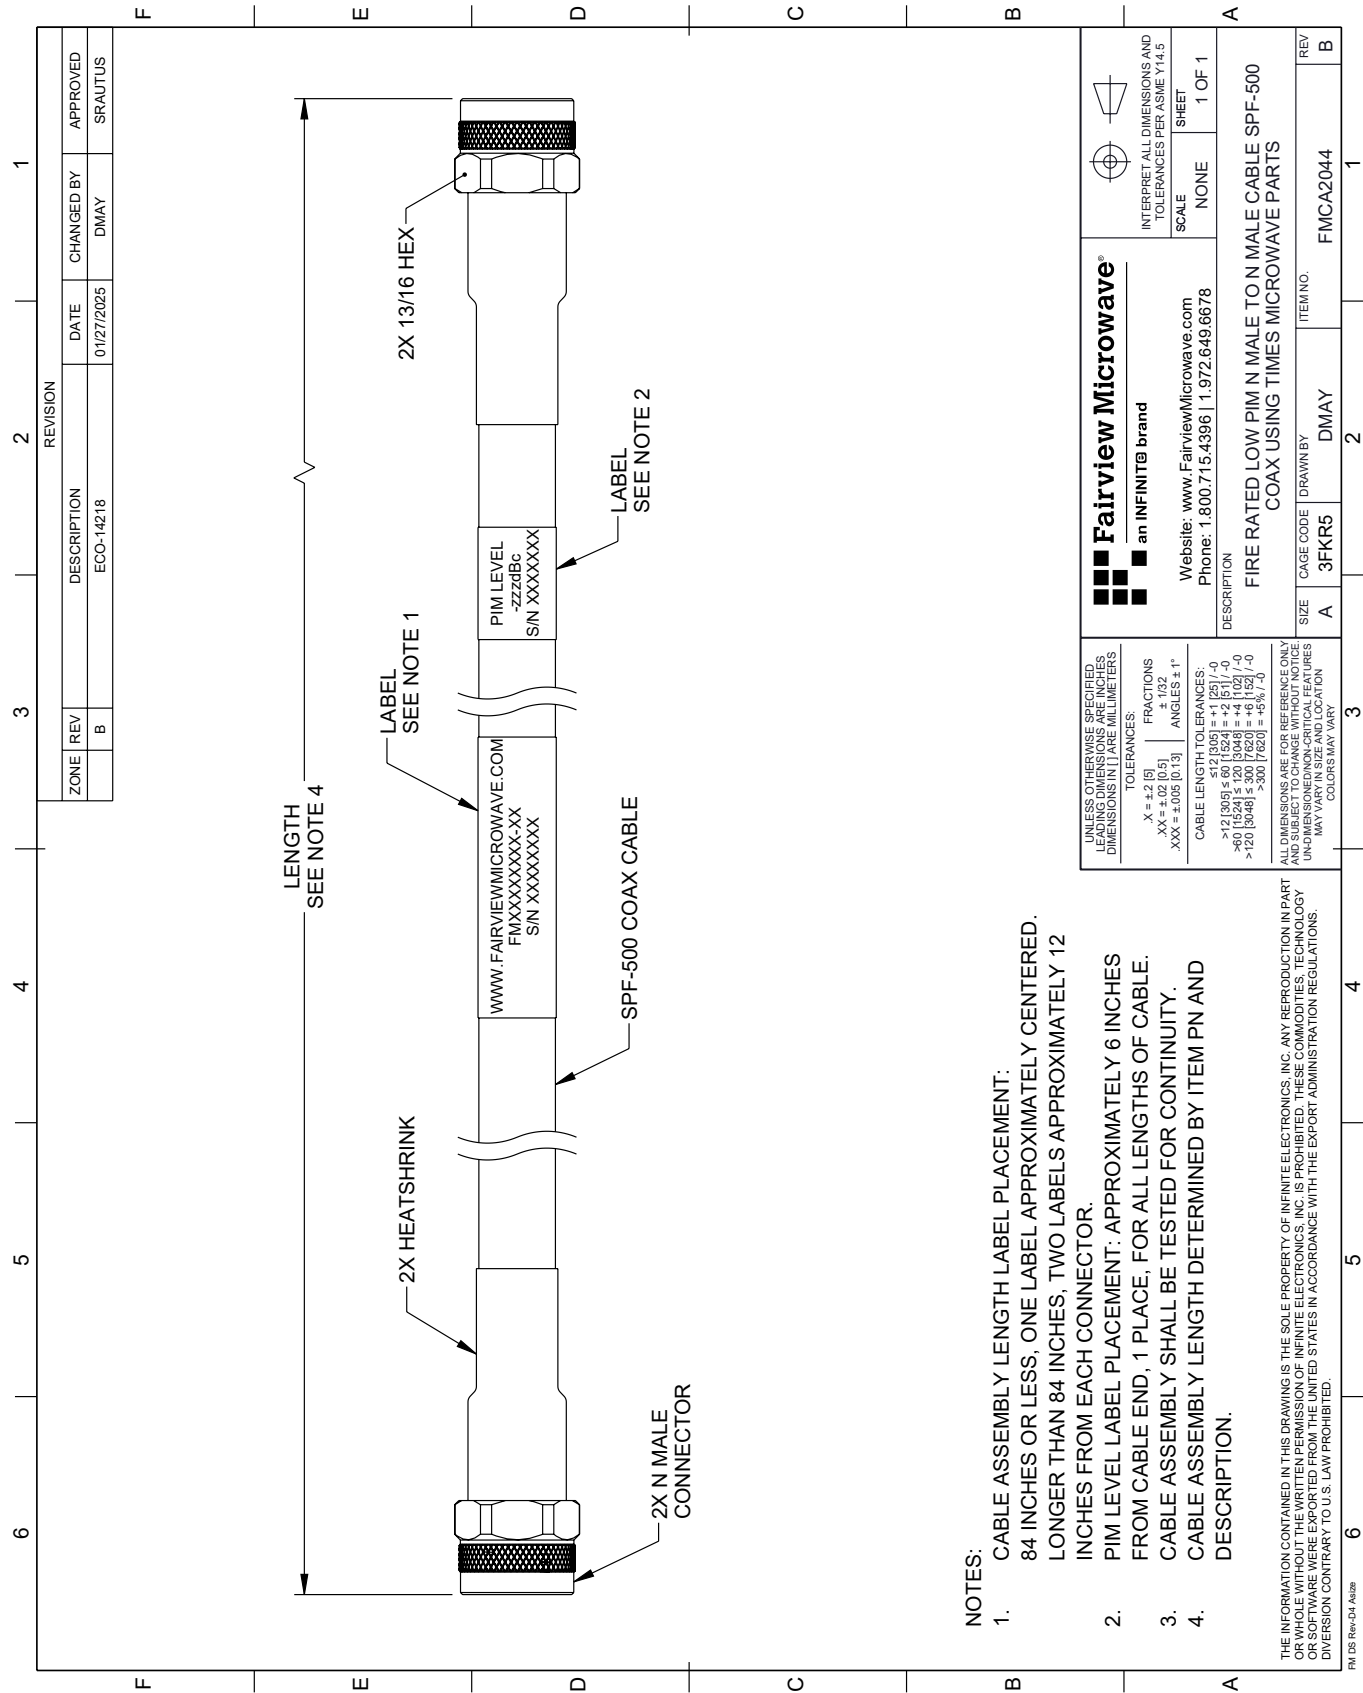 6
5
4
3
2
1
F
E
D
C
B
A
REVISION
ZONE
REV
DESCRIPTION
DATE
CHANGED BY
APPROVED
B
ECO-14218
01/27/2025
DMAY
SRAUTUS
LENGTH
SEE NOTE 4
2X HEATSHRINK
LABEL
SEE NOTE 1
2X 13/16 HEX
WWW.FAIRVIEWMICROWAVE.COM
FMXXXXXXXX-XX
S/N XXXXXXXX
PIM LEVEL
-zzzdBc
S/N XXXXXXXX
2X N MALE
CONNECTOR
SPF-500 COAX CABLE
LABEL
SEE NOTE 2
NOTES:
1. CABLE ASSEMBLY LENGTH LABEL PLACEMENT:
84 INCHES OR LESS, ONE LABEL APPROXIMATELY CENTERED.
LONGER THAN 84 INCHES, TWO LABELS APPROXIMATELY 12
INCHES FROM EACH CONNECTOR.
2. PIM LEVEL LABEL PLACEMENT: APPROXIMATELY 6 INCHES
FROM CABLE END, 1 PLACE, FOR ALL LENGTHS OF CABLE.
3. CABLE ASSEMBLY SHALL BE TESTED FOR CONTINUITY.
4. CABLE ASSEMBLY LENGTH DETERMINED BY ITEM PN AND
DESCRIPTION.
THE INFORMATION CONTAINED IN THIS DRAWING IS THE SOLE PROPERTY OF INFINITE ELECTRONICS, INC. ANY REPRODUCTION IN PART
OR WHOLE WITHOUT THE WRITTEN PERMISSION OF INFINITE ELECTRONICS, INC. IS PROHIBITED. THESE COMMODITIES, TECHNOLOGY
OR SOFTWARE WERE EXPORTED FROM THE UNITED STATES IN ACCORDANCE WITH THE EXPORT ADMINISTRATION REGULATIONS.
DIVERSION CONTRARY TO U.S. LAW PROHIBITED.
UNLESS OTHERWISE SPECIFIED
LEADING DIMENSIONS ARE INCHES
DIMENSIONS IN [ ] ARE MILLIMETERS
TOLERANCES:
.X = ±.2 [5]
.XX = ±.02 [0.5]
.XXX = ±.005 [0.13]
FRACTIONS
± 1/32
ANGLES ± 1°
CABLE LENGTH TOLERANCES:
≤12 [305] = +1 [25] / -0
>12 [305] ≤ 60 [1524] = +2 [51] / -0
>60 [1524] ≤ 120 [3048] = +4 [102] / -0
>120 [3048] ≤ 300 [7620] = +6 [152] / -0
>300 [7620] = +5% / -0
ALL DIMENSIONS ARE FOR REFERENCE ONLY
AND SUBJECT TO CHANGE WITHOUT NOTICE.
UN-DIMENSIONED/NON-CRITICAL FEATURES
MAY VARY IN SIZE AND LOCATION
COLORS MAY VARY
Fairview Microwave®
an INFINIT@ brand
Website: www.FairviewMicrowave.com
Phone: 1.800.715.4396 | 1.972.649.6678
INTERPRET ALL DIMENSIONS AND
TOLERANCES PER ASME Y14.5
SCALE
NONE
SHEET
1 OF 1
DESCRIPTION
FIRE RATED LOW PIM N MALE TO N MALE CABLE SPF-500
COAX USING TIMES MICROWAVE PARTS
SIZE
A
CAGE CODE
3FKR5
DRAWN BY
DMAY
ITEM NO.
FMCA2044
REV
B
F
E
D
C
B
A
6
5
4
3
2
1
FM DS Rev-D4 Asize